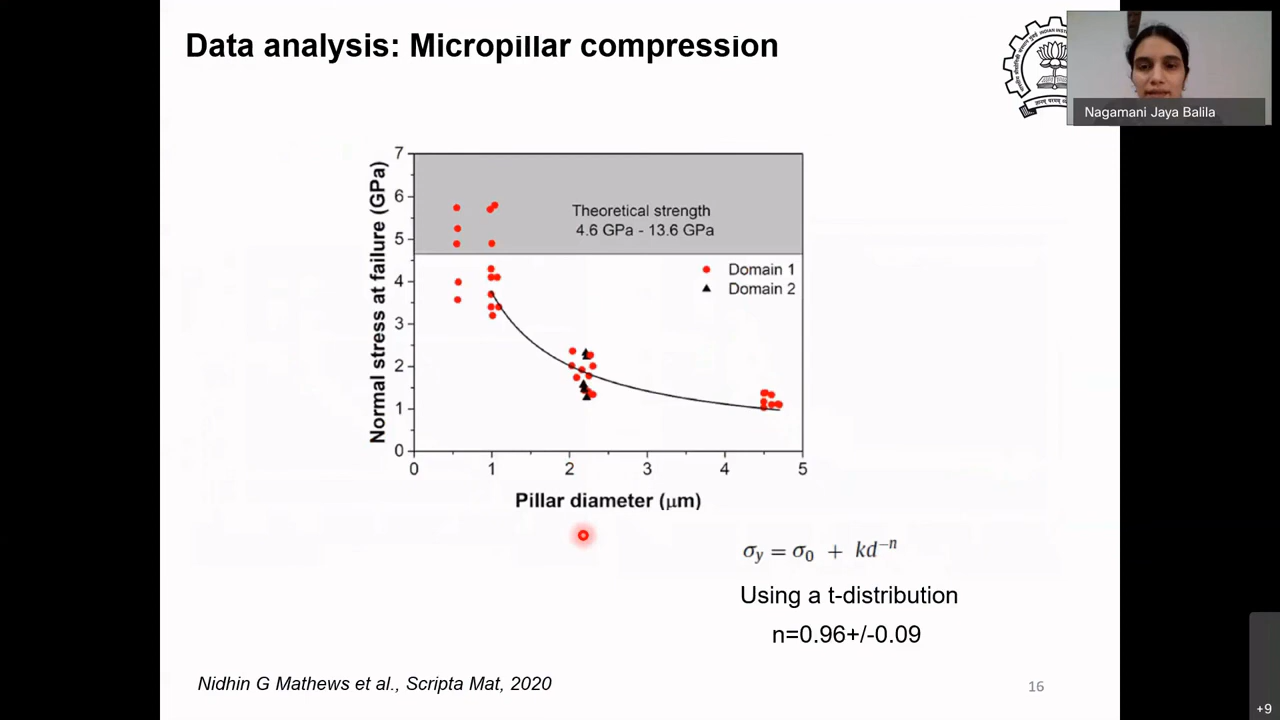 Data analysis: Micropillar compression
Nagamani Jaya Balila
7
6
5
4
3
2
1
0
Normal stress at failure (GPa)
Theoretical strength
4.6 GPa - 13.6 GPa
Domain 1
Domain 2
0 1 2 3 4 5
Pillar diameter (μm)
σy = σ0 + kd⁻ⁿ
Using a t-distribution
n=0.96+/-0.09
Nidhin G Mathews et al., Scripta Mat, 2020
16
+9